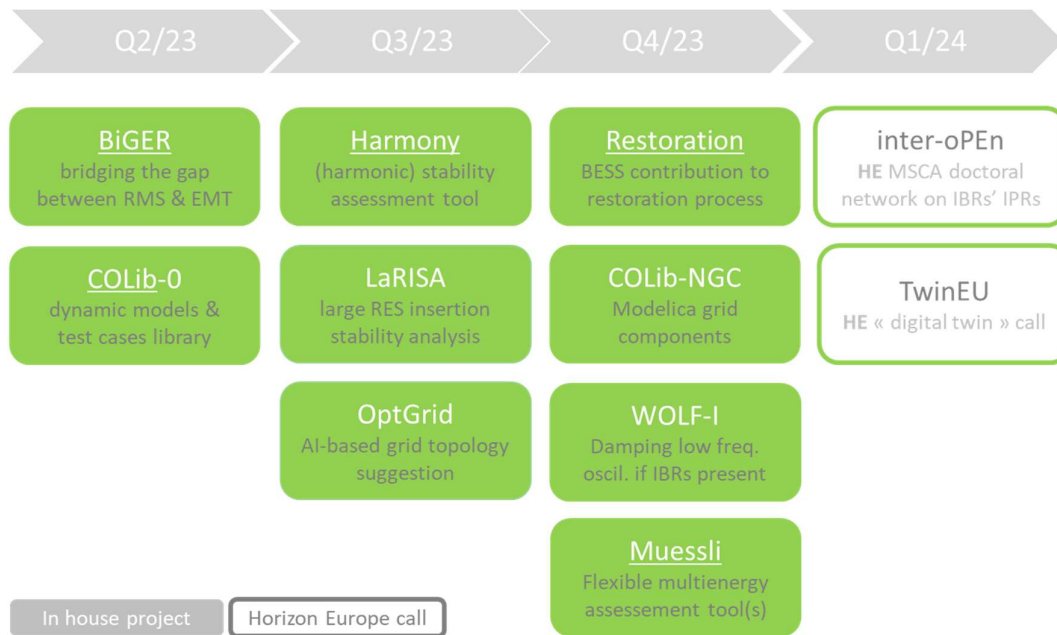 Q2/23
Q3/23
Q4/23
Q1/24
BiGER
bridging the gap
between RMS & EMT
Harmony
(harmonic) stability
assessment tool
Restoration
BESS contribution to
restoration process
inter-oPEn
HE MSCA doctoral
network on IBRs' IPRs
COLib-0
dynamic models &
test cases library
LaRISA
large RES insertion
stability analysis
COLib-NGC
Modelica grid
components
TwinEU
HE « digital twin » call
OptGrid
AI-based grid topology
suggestion
WOLF-I
Damping low freq.
oscil. if IBRs present
Muessli
Flexible multienergy
assessement tool(s)
In house project
Horizon Europe call